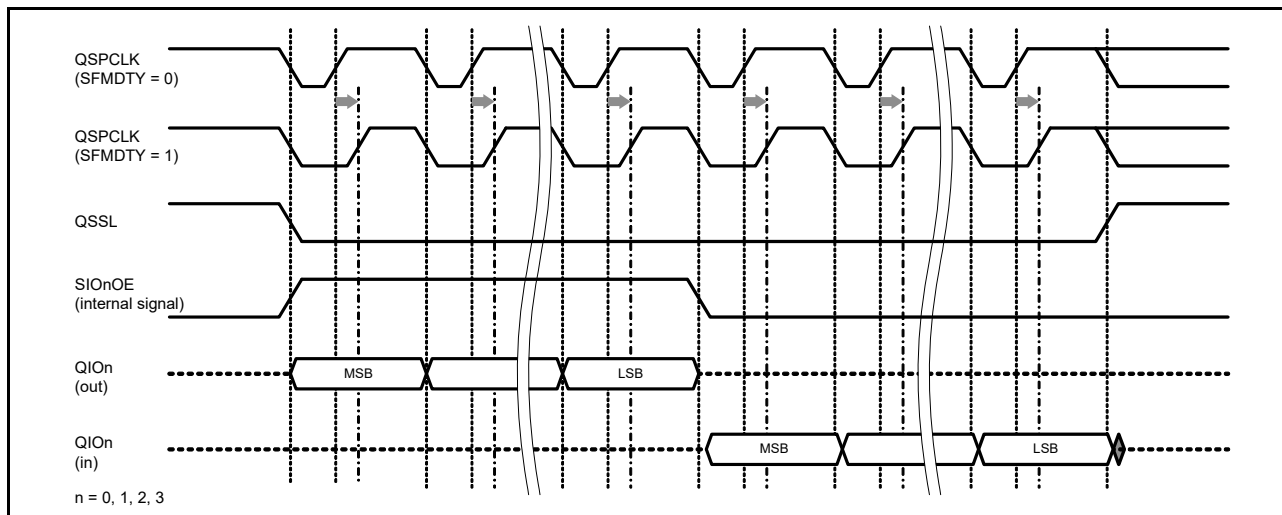 QSPCLK
(SFMDTY = 0)
QSPCLK
(SFMDTY = 1)
QSSL
SIOnOE
(internal signal)
QIOn
(out)
MSB
LSB
QIOn
(in)
MSB
LSB
n = 0, 1, 2, 3